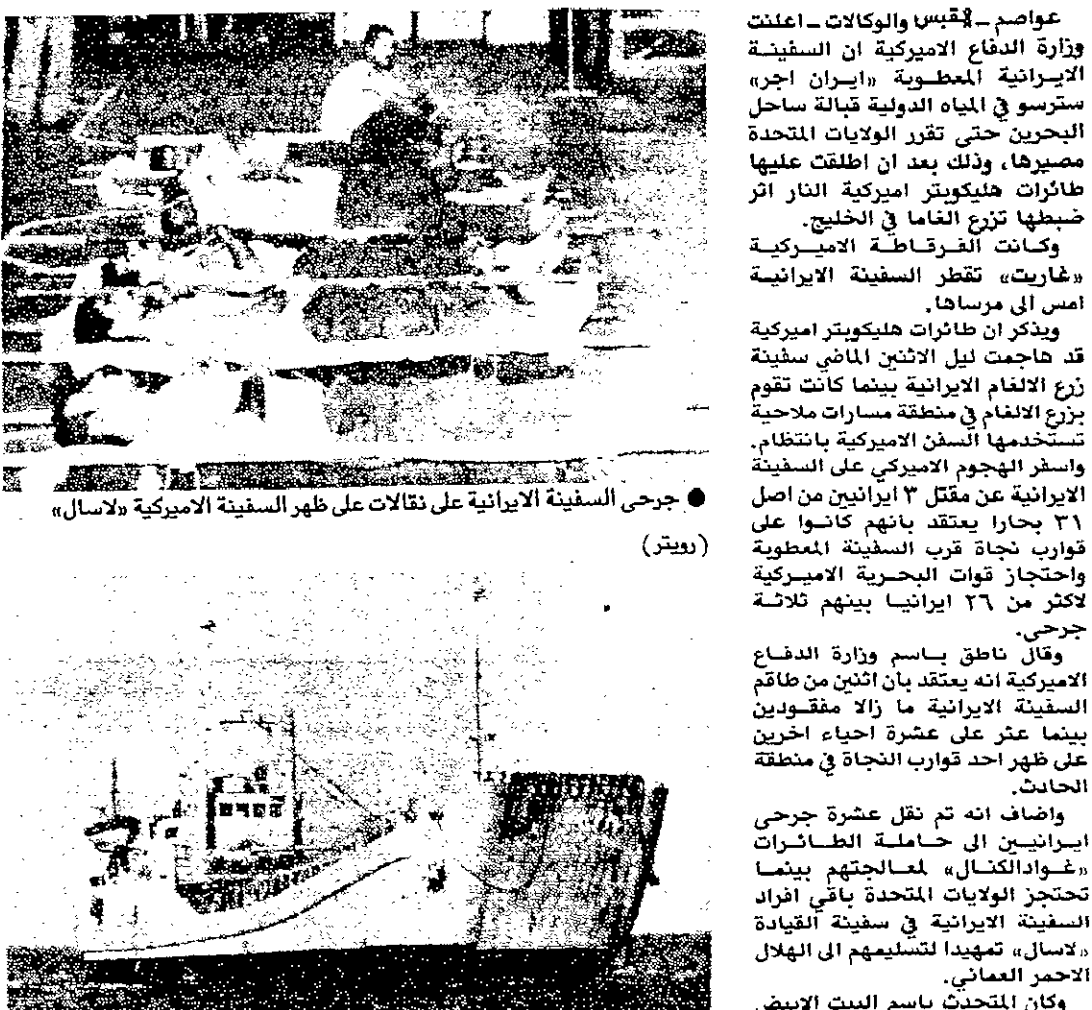 عواصم ــ القبس والوكالات ــ اعلنت
وزارة الدفاع الاميركية ان السفينة
الايرانية المعطوبة «ايران اجر»
سترسو في المياه الدولية قبالة ساحل
البحرين حتى تقرر الولايات المتحدة
مصيرها، وذلك بعد ان اطلقت عليها
طائرات هليكوبتر اميركية النار اثر
ضبطها تزرع الغاما في الخليج.
وكانت الفرقاطة الاميركية
«غاريت» تقطر السفينة الايرانية
امس الى مرساها.
ويذكر ان طائرات هليكوبتر اميركية
قد هاجمت ليل الاثنين الماضي سفينة
زرع الالغام الايرانية بينما كانت تقوم
بزرع الالغام في منطقة مسارات ملاحية
تستخدمها السفن الاميركية بانتظام.
واسفر الهجوم الاميركي على السفينة
الايرانية عن مقتل ٣ ايرانيين من اصل
٣١ بحارا يعتقد بانهم كانوا على
قوارب نجاة قرب السفينة المعطوبة
واحتجاز قوات البحرية الاميركية
لاكثر من ٢٦ ايرانيا بينهم ثلاثة
جرحى.
وقال ناطق باسم وزارة الدفاع
الاميركية انه يعتقد بان اثنين من طاقم
السفينة الايرانية ما زالا مفقودين
بينما عثر على عشرة احياء اخرين
على ظهر احد قوارب النجاة في منطقة
الحادث.
واضاف انه تم نقل عشرة جرحى
ايرانيين الى حاملة الطائرات
«غوادالكنال» لمعالجتهم بينما
تحتجز الولايات المتحدة باقي افراد
السفينة الايرانية في سفينة القيادة
«لاسال» تمهيدا لتسليمهم الى الهلال
الاحمر العماني.
وكان المتحدث باسم البيت الابيض
● جرحى السفينة الايرانية على نقالات على ظهر السفينة الاميركية «لاسال»
(رويتر)